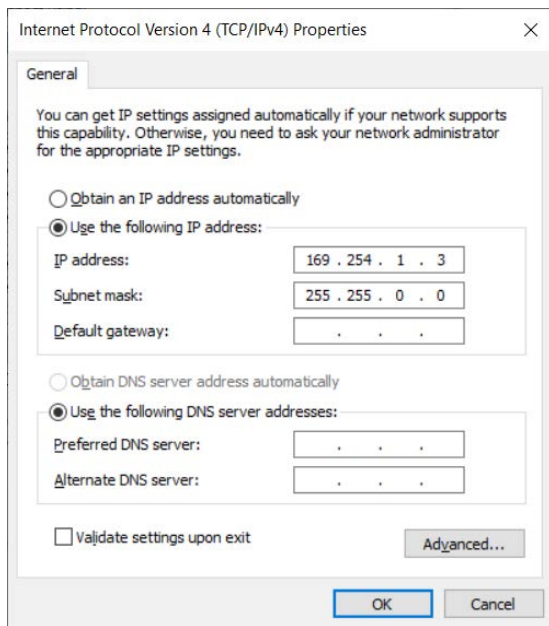 Internet Protocol Version 4 (TCP/IPv4) Properties
General
You can get IP settings assigned automatically if your network supports
this capability. Otherwise, you need to ask your network administrator
for the appropriate IP settings.
Obtain an IP address automatically
Use the following IP address:
IP address: 169 . 254 . 1 . 3
Subnet mask: 255 . 255 . 0 . 0
Default gateway: . . .
Obtain DNS server address automatically
Use the following DNS server addresses:
Preferred DNS server: . . .
Alternate DNS server: . . .
Validate settings upon exit
Advanced...
OK Cancel